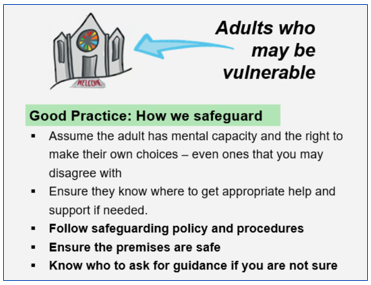 Adults who
may be
vulnerable
WELCOME
Good Practice: How we safeguard
▪ Assume the adult has mental capacity and the right to
make their own choices – even ones that you may
disagree with
▪ Ensure they know where to get appropriate help and
support if needed.
▪ Follow safeguarding policy and procedures
▪ Ensure the premises are safe
▪ Know who to ask for guidance if you are not sure